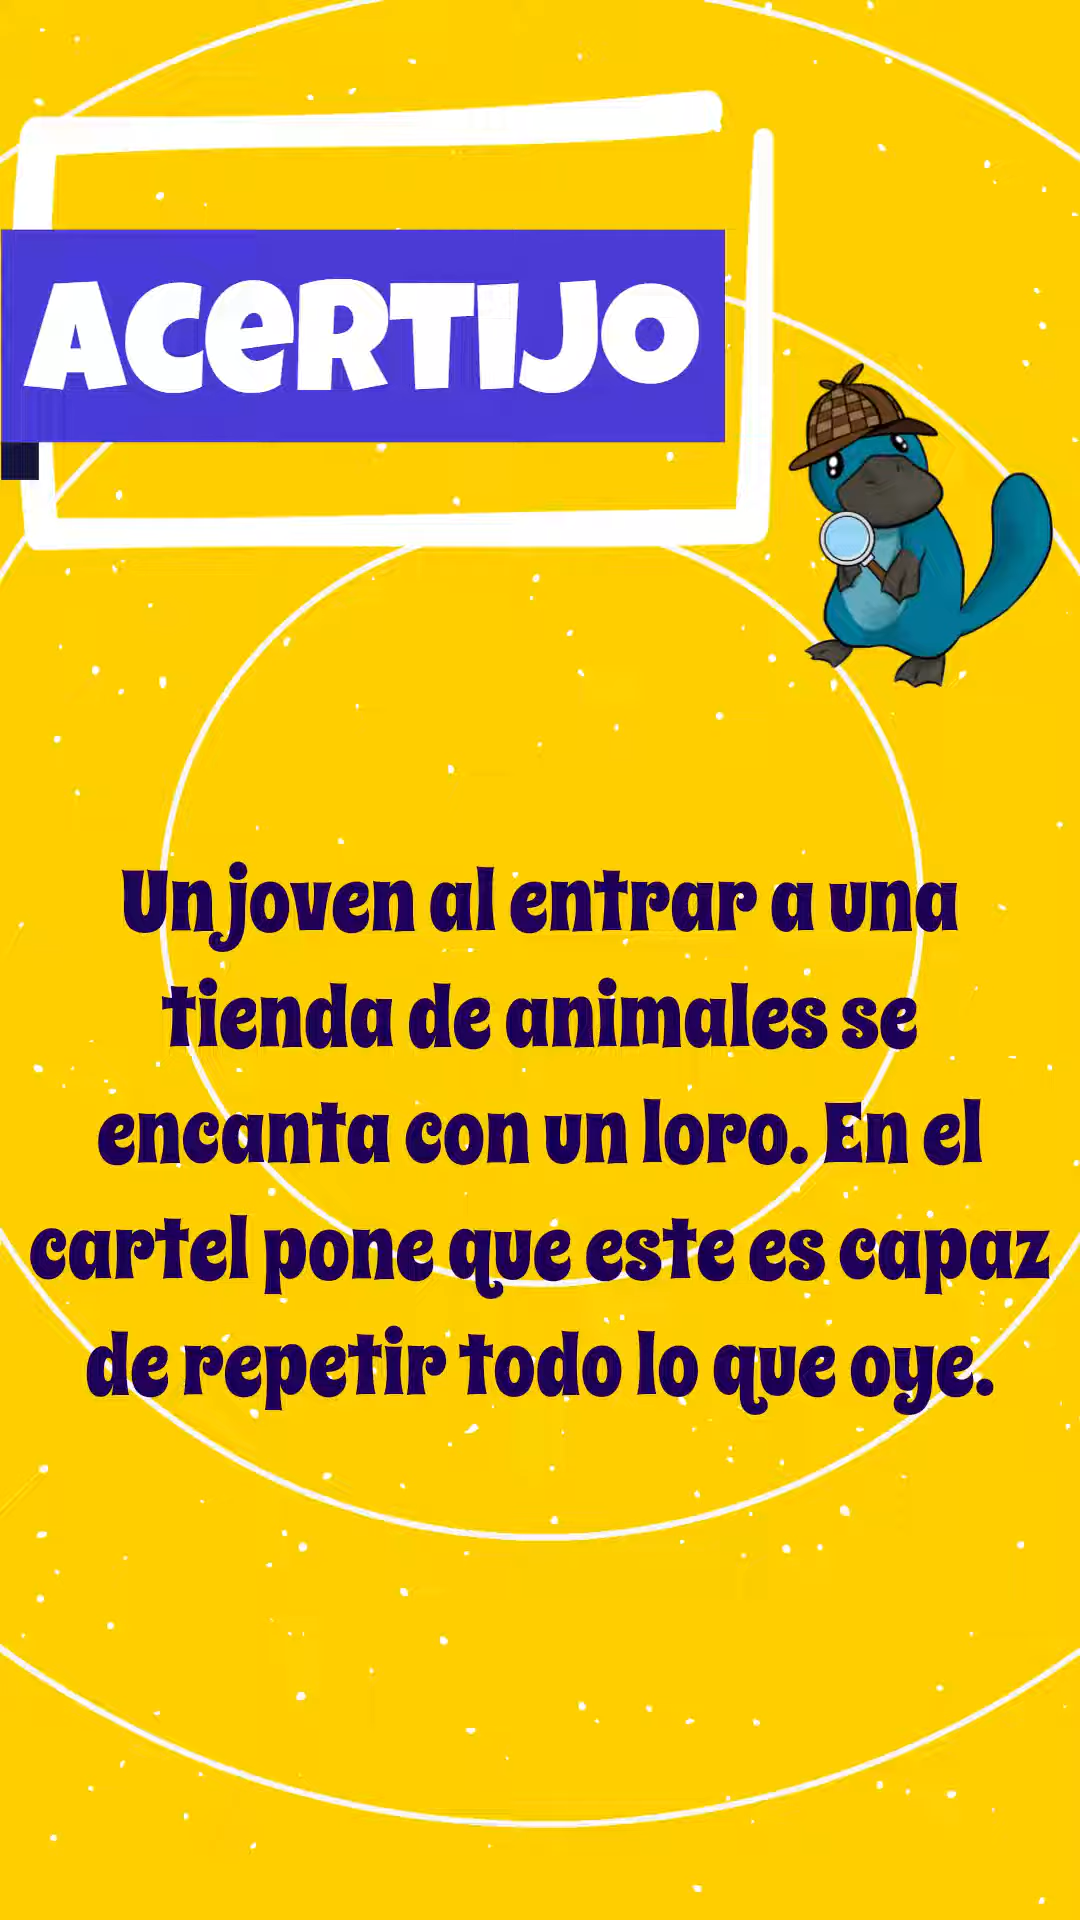 ACERTIJO
Un joven al entrar a una
tienda de animales se
encanta con un loro. En el
cartel pone que este es capaz
de repetir todo lo que oye.